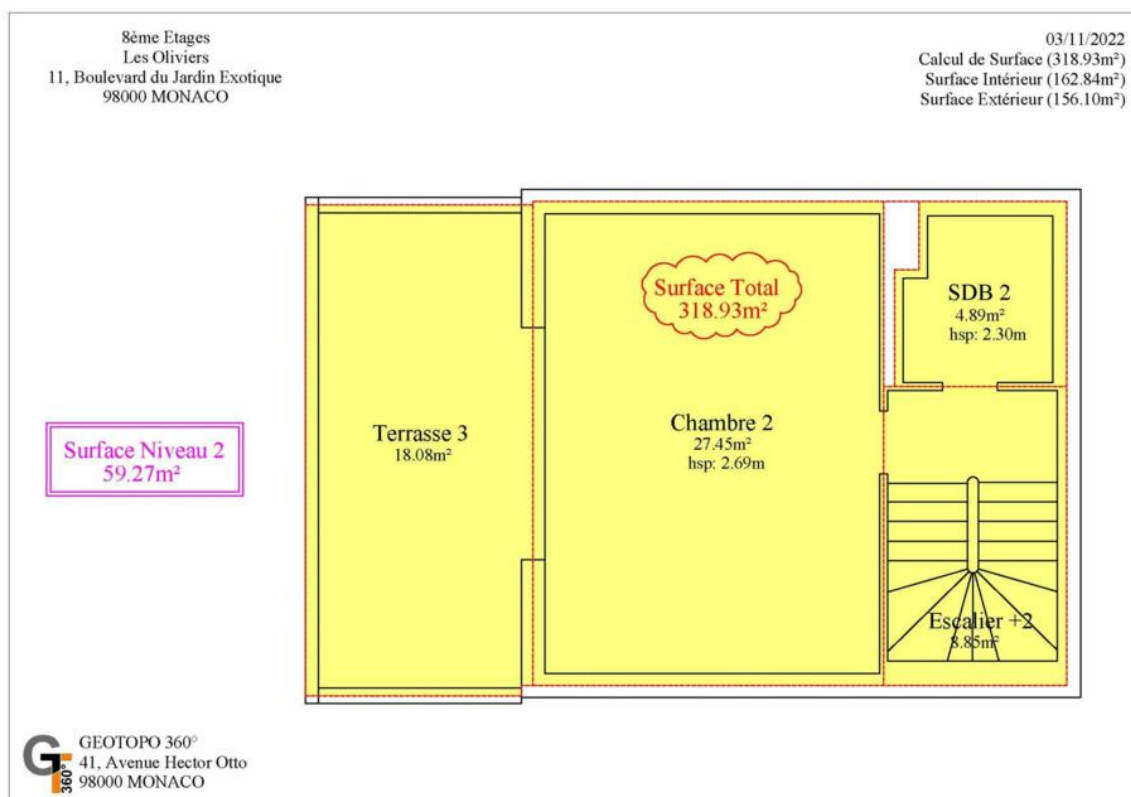 8ème Etages
Les Oliviers
11, Boulevard du Jardin Exotique
98000 MONACO
03/11/2022
Calcul de Surface (318.93m²)
Surface Intérieur (162.84m²)
Surface Extérieur (156.10m²)
Surface Total
318.93m²
SDB 2
4.89m²
hsp: 2.30m
Surface Niveau 2
59.27m²
Terrasse 3
18.08m²
Chambre 2
27.45m²
hsp: 2.69m
Escalier +2
8.85m²
GT
360°
GEOTOPO 360°
41, Avenue Hector Otto
98000 MONACO